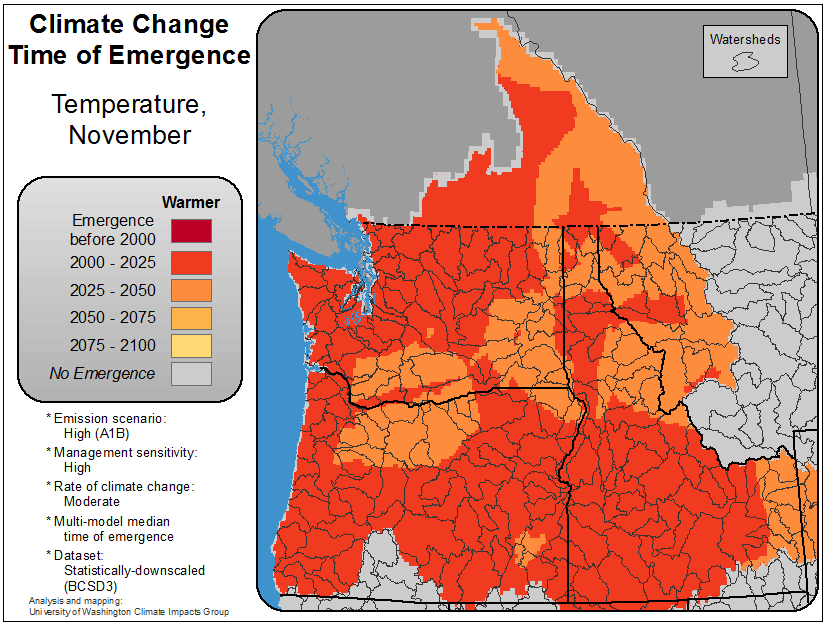 Climate Change
Time of Emergence
Temperature,
November
Warmer
Emergence
before 2000
2000 - 2025
2025 - 2050
2050 - 2075
2075 - 2100
No Emergence
* Emission scenario:
High (A1B)
* Management sensitivity:
High
* Rate of climate change:
Moderate
* Multi-model median
time of emergence
* Dataset:
Statistically-downscaled
(BCSD3)
Analysis and mapping:
University of Washington Climate Impacts Group
Watersheds